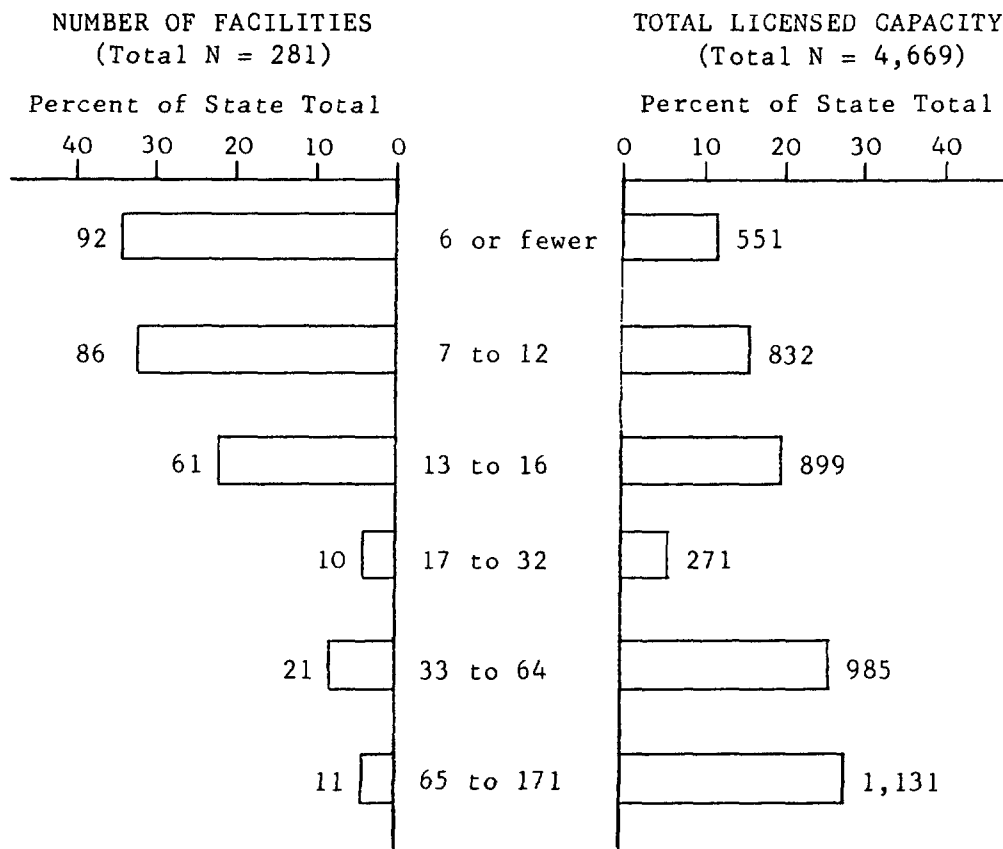 NUMBER OF FACILITIES TOTAL LICENSED CAPACITY
(Total N = 281) (Total N = 4,669)
Percent of State Total Percent of State Total
40 30 20 10 0 0 10 20 30 40
92 6 or fewer 551
86 7 to 12 832
61 13 to 16 899
10 17 to 32 271
21 33 to 64 985
11 65 to 171 1,131